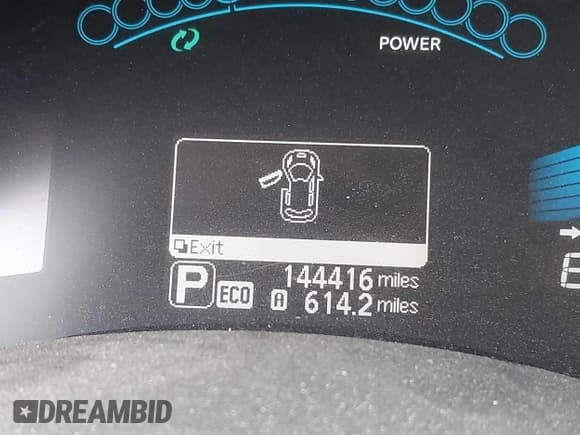 POWER
Exit
144416 miles
P ECO A 614.2 miles
DREAMBID